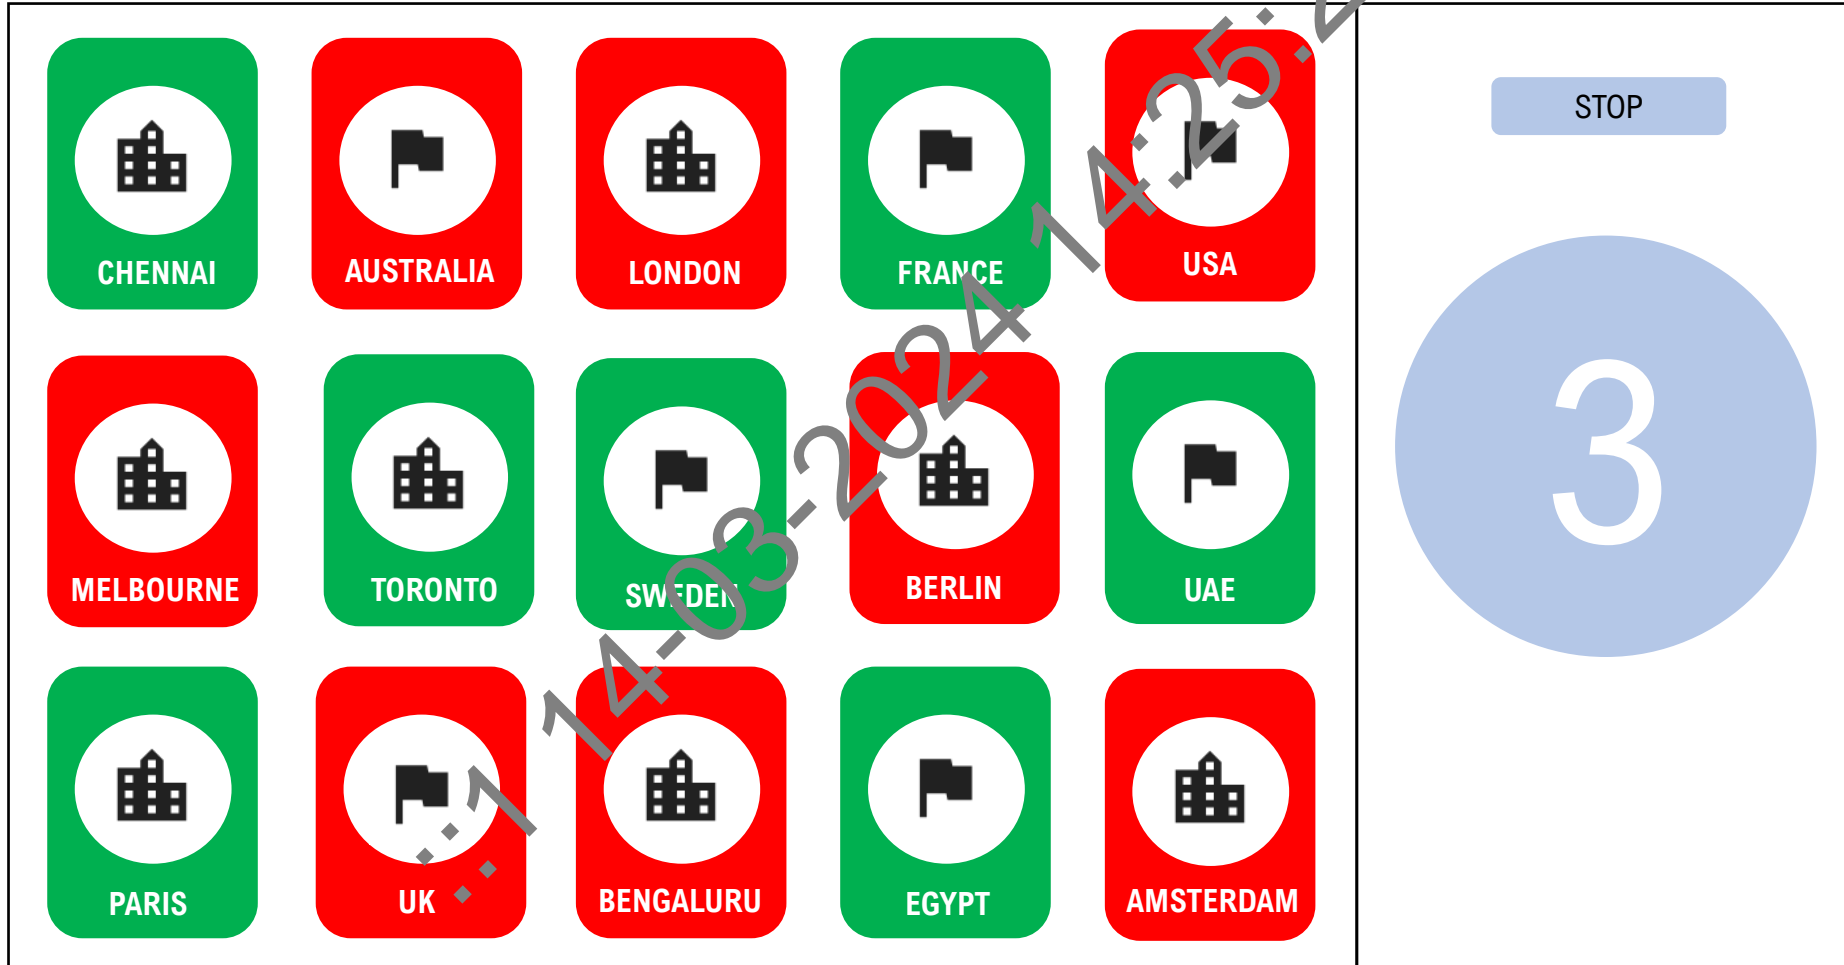 CHENNAI AUSTRALIA LONDON FRANCE USA
MELBOURNE TORONTO SWEDEN BERLIN UAE
PARIS UK BENGALURU EGYPT AMSTERDAM
STOP
3
14-03-2024 14:25: